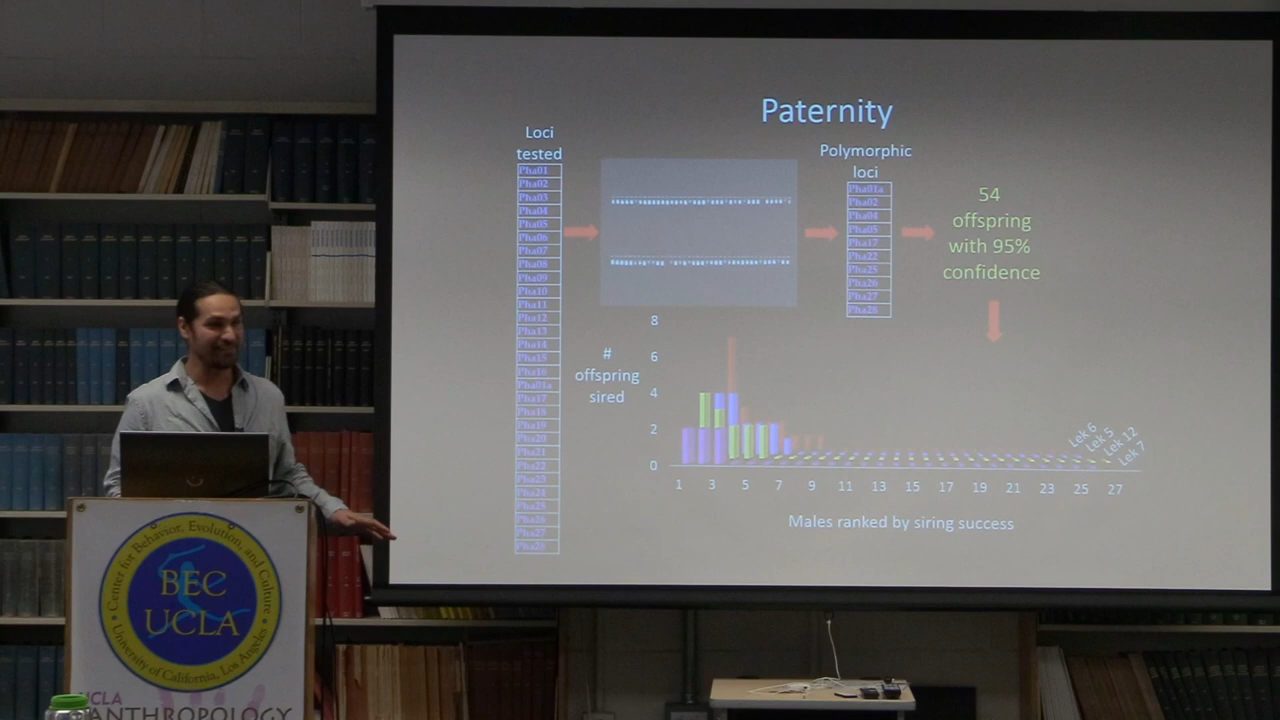 Paternity
Loci
tested
Pha01
Pha02
Pha03
Pha04
Pha05
Pha06
Pha07
Pha08
Pha09
Pha10
Pha11
Pha12
Pha13
Pha14
Pha15
Pha16
Pha01a
Pha17
Pha18
Pha19
Pha20
Pha21
Pha22
Pha23
Pha24
Pha25
Pha26
Pha27
Pha28
Polymorphic
loci
Pha01a
Pha02
Pha04
Pha05
Pha17
Pha22
Pha25
Pha26
Pha27
Pha28
54
offspring
with 95%
confidence
#
offspring
sired
8
6
4
2
0
1 3 5 7 9 11 13 15 17 19 21 23 25 27
Lek 6
Lek 5
Lek 12
Lek 7
Males ranked by siring success
Center for Behavior, Evolution, and Culture
BEC
UCLA
University of California, Los Angeles
UCLA
ANTHROPOLOGY